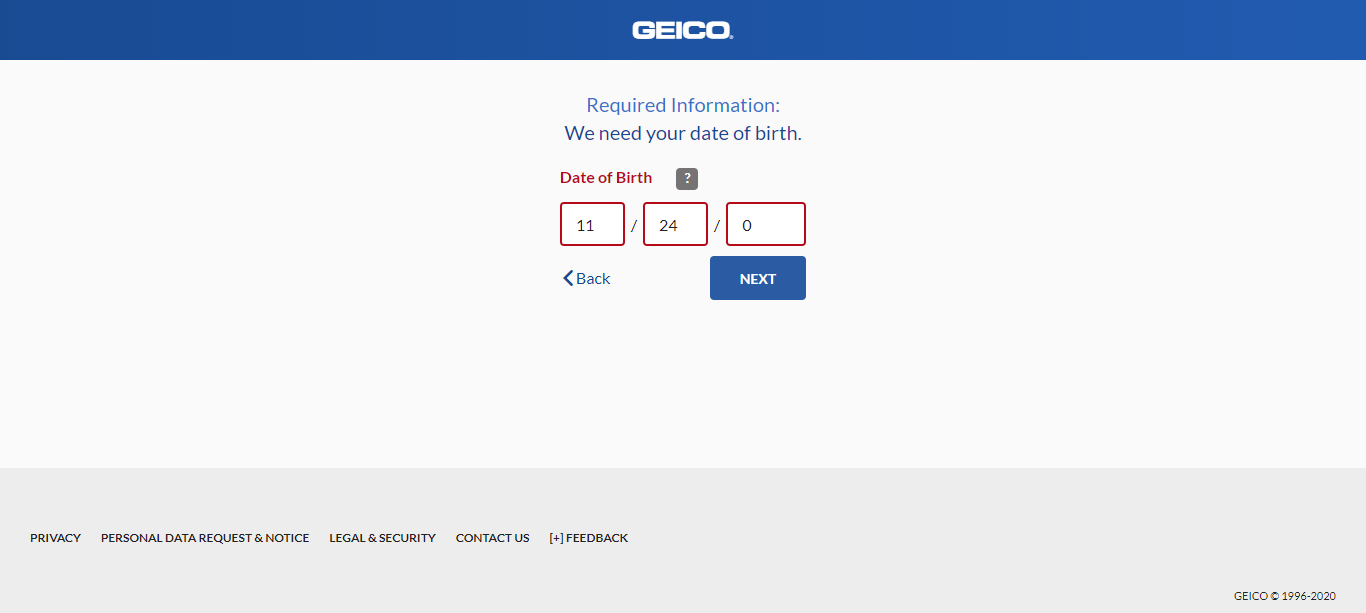 GEICO
Required Information:
We need your date of birth.
Date of Birth ?
11 / 24 / 0
Back NEXT
PRIVACY PERSONAL DATA REQUEST & NOTICE LEGAL & SECURITY CONTACT US [+] FEEDBACK
GEICO © 1996-2020